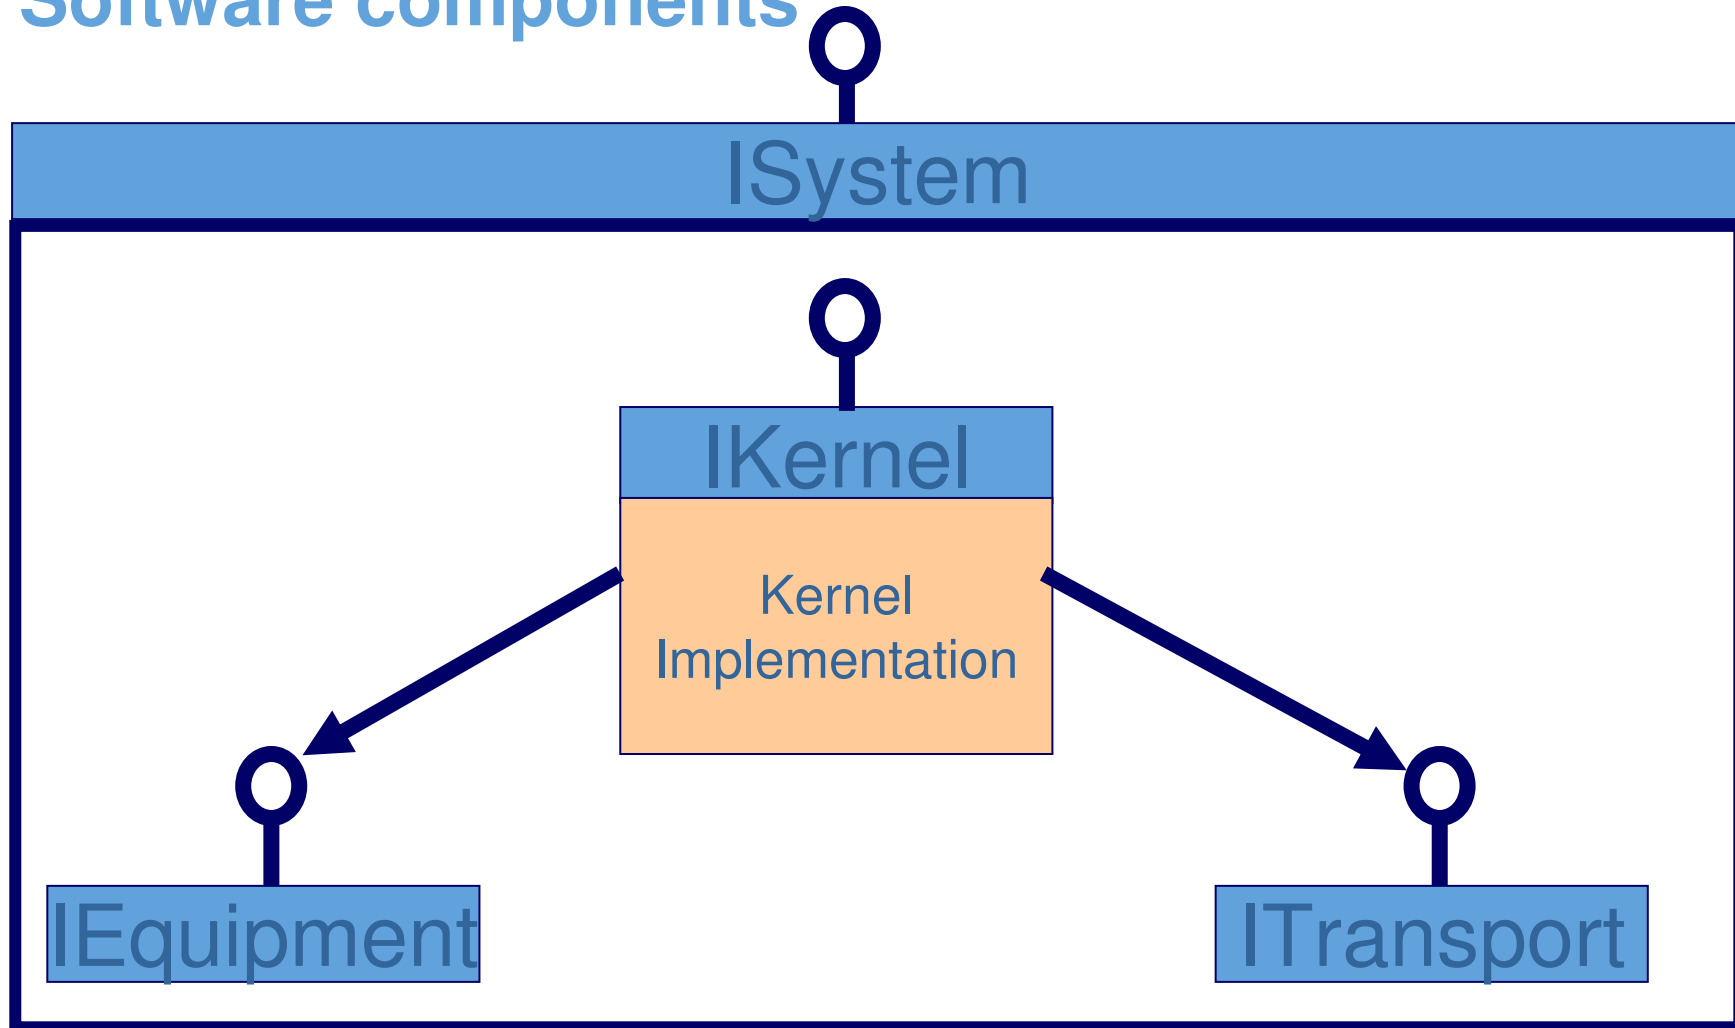 Software components
ISystem
IKernel
Kernel
Implementation
IEquipment
ITransport